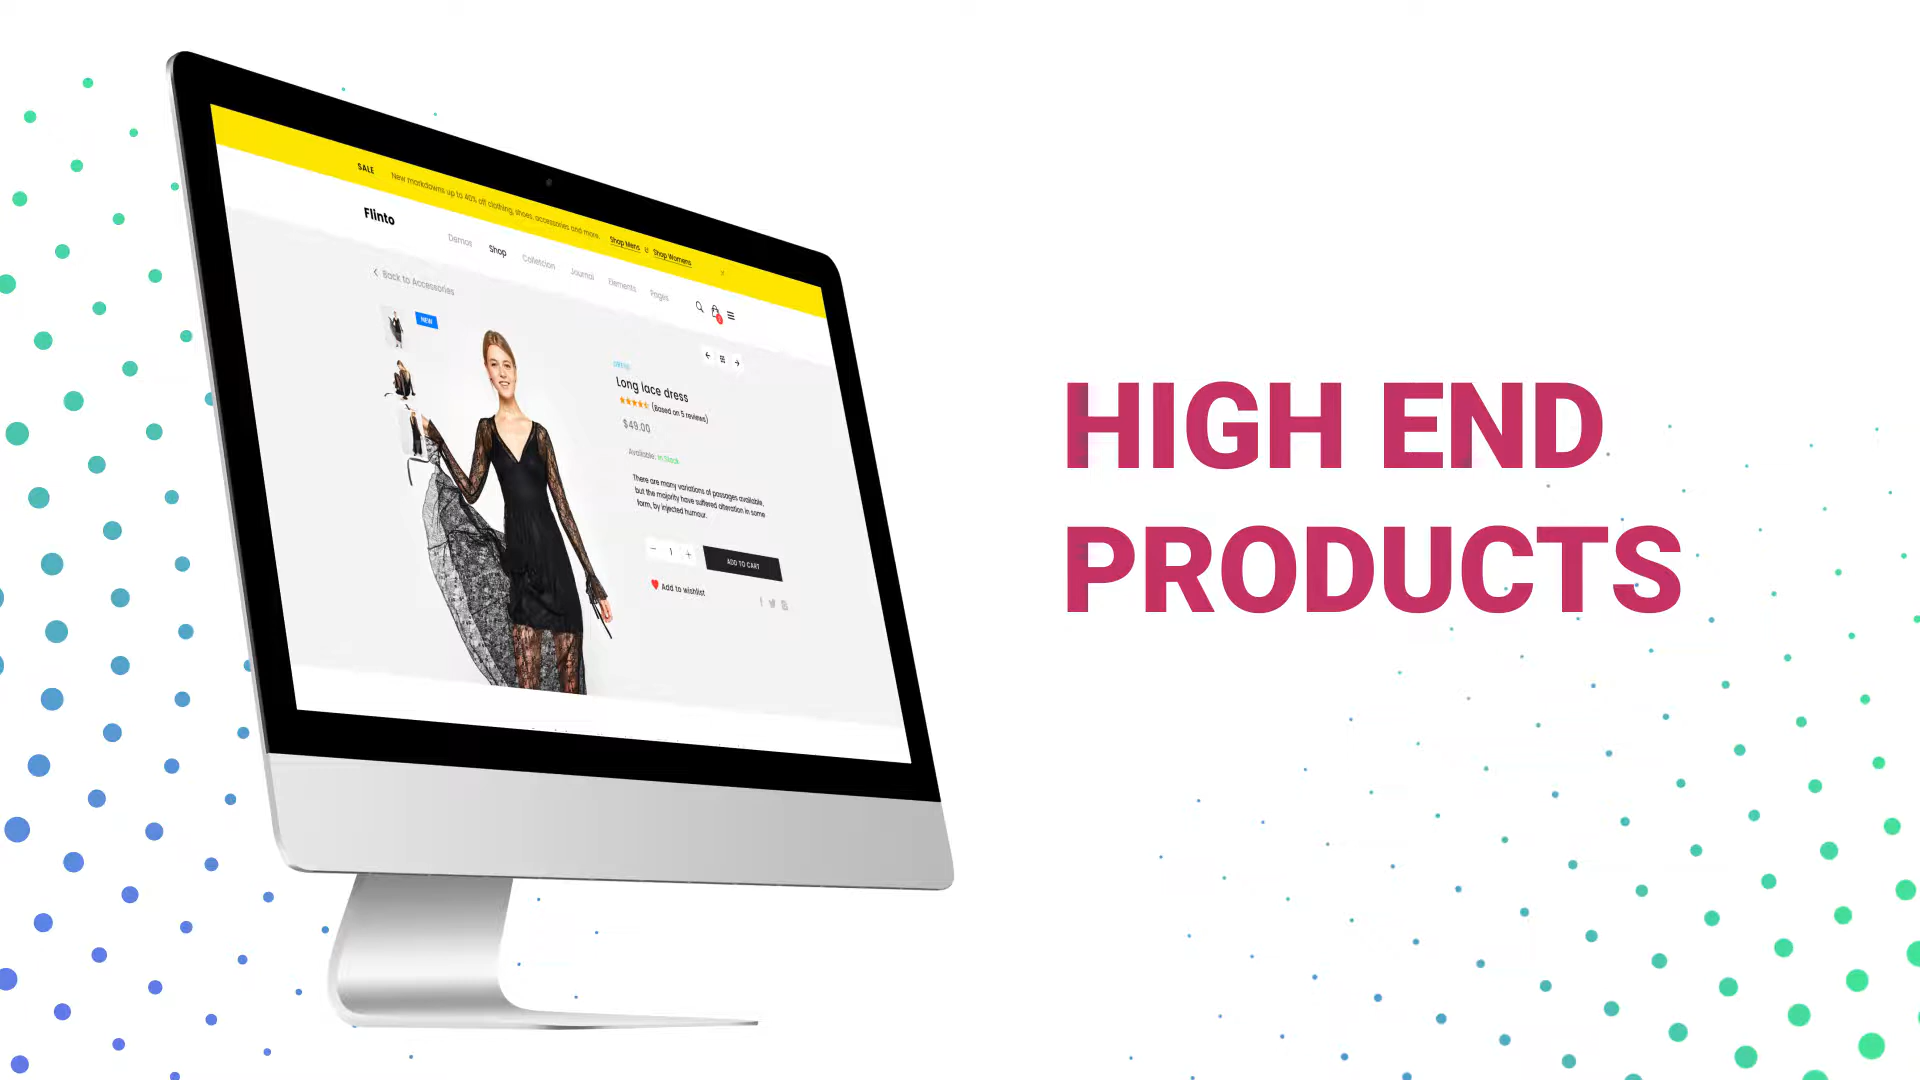 SALE New markdowns up to 40% off clothing, shoes, accessories and more. Shop Mens & Shop Womens ×
Flinto
Demos Shop Colletcion Journal Elements Pages
Back to Accessories
NEW
DRESS
Long lace dress
(Based on 5 reviews)
$49.00
Available: In Stock
There are many variations of passages available,
but the majority have suffered alteration in some
form, by injected humour.
− 1 + ADD TO CART
Add to wishlist
HIGH END
PRODUCTS